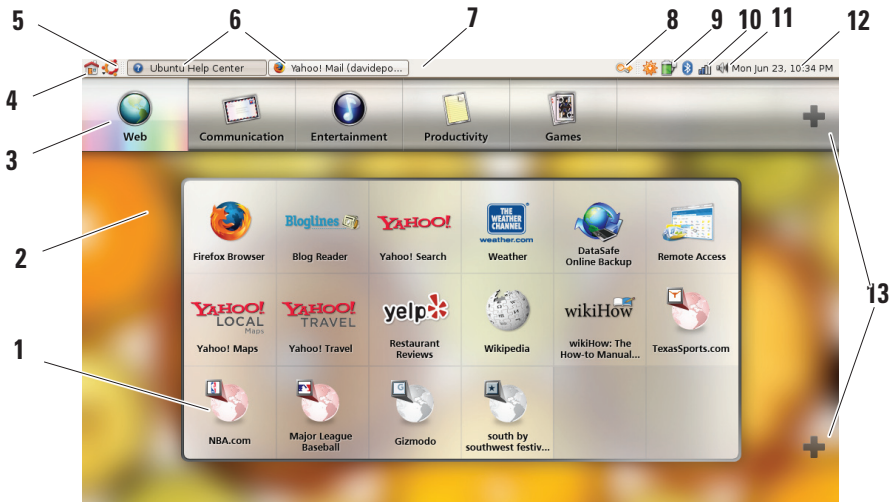 5 6 7 8 9 10 11 12
Ubuntu Help Center Yahoo! Mail (davidepo... Mon Jun 23, 10:34 PM
4
3
Web Communication Entertainment Productivity Games
2
Bloglines YAHOO! THE WEATHER CHANNEL
weather.com
Firefox Browser Blog Reader Yahoo! Search Weather DataSafe Online Backup Remote Access
13
YAHOO! LOCAL Maps YAHOO! TRAVEL yelp wikiHow
Yahoo! Maps Yahoo! Travel Restaurant Reviews Wikipedia wikiHow: The How-to Manual... TexasSports.com
1
NBA.com Major League Baseball Gizmodo south by southwest festiv...